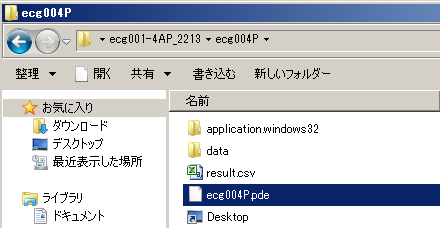 ecg004P
ecg001-4AP_2213 ecg004P
整理 開く 共有 書き込む 新しいフォルダー
お気に入り
ダウンロード
デスクトップ
最近表示した場所
ライブラリ
ドキュメント
名前
application.windows32
data
result.csv
ecg004P.pde
Desktop